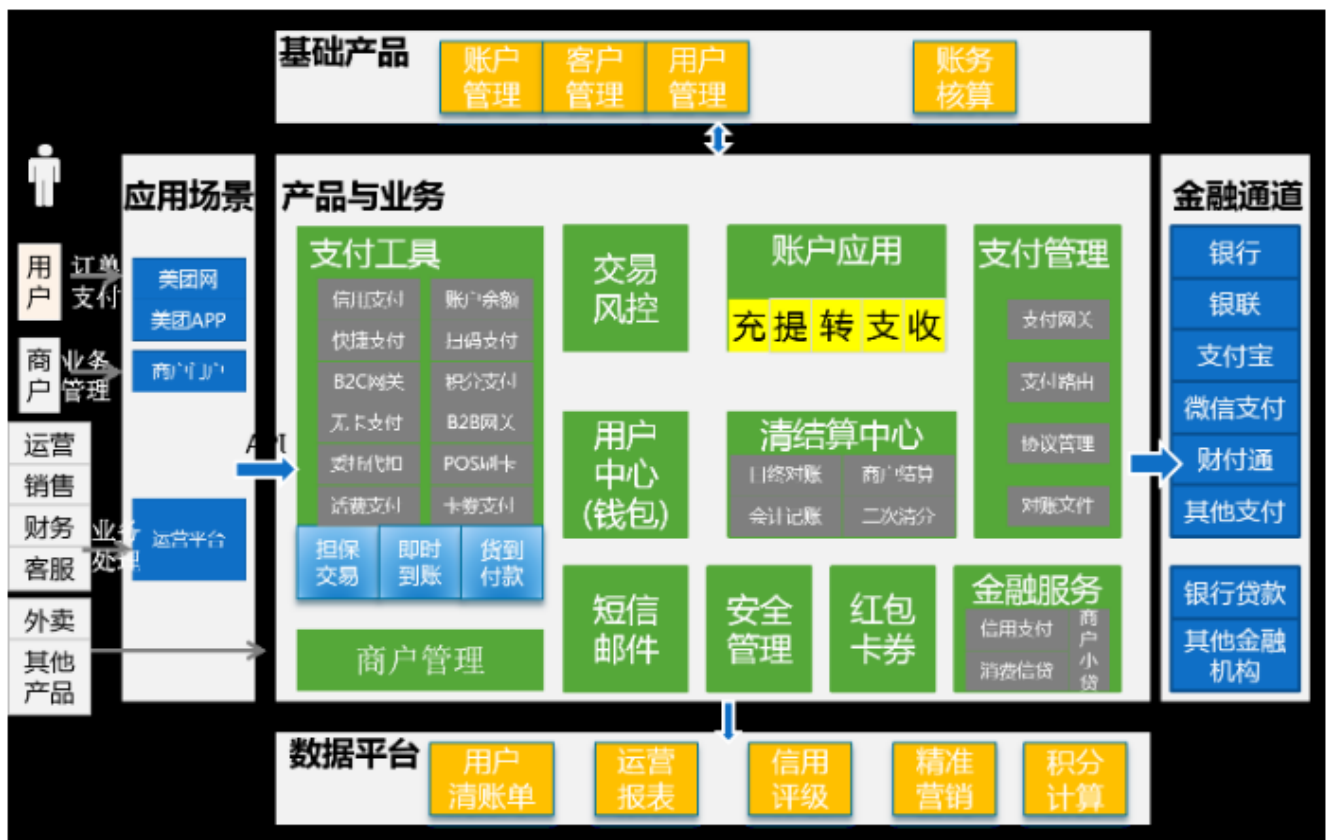 基础产品
账户
管理
客户
管理
用户
管理
账务
核算
用
户
订单
支付
商
户
业务
管理
运营
销售
财务
客服
业务
处理
外卖
其他
产品
应用场景
美团网
美团APP
商户门户
运营平台
API
产品与业务
支付工具
信用支付
账户余额
快捷支付
扫码支付
B2C网关
积分支付
无卡支付
B2B网关
委托代扣
POS刷卡
话费支付
卡券支付
担保
交易
即时
到账
货到
付款
商户管理
交易
风控
用户
中心
(钱包)
短信
邮件
账户应用
充 提 转 支 收
清结算中心
日终对账
商户结算
会计记账
二次清分
安全
管理
红包
卡券
支付管理
支付网关
支付路由
协议管理
对账文件
金融服务
信用支付
消费信贷
商
户
小
贷
金融通道
银行
银联
支付宝
微信支付
财付通
其他支付
银行贷款
其他金融
机构
数据平台
用户
清账单
运营
报表
信用
评级
精准
营销
积分
计算